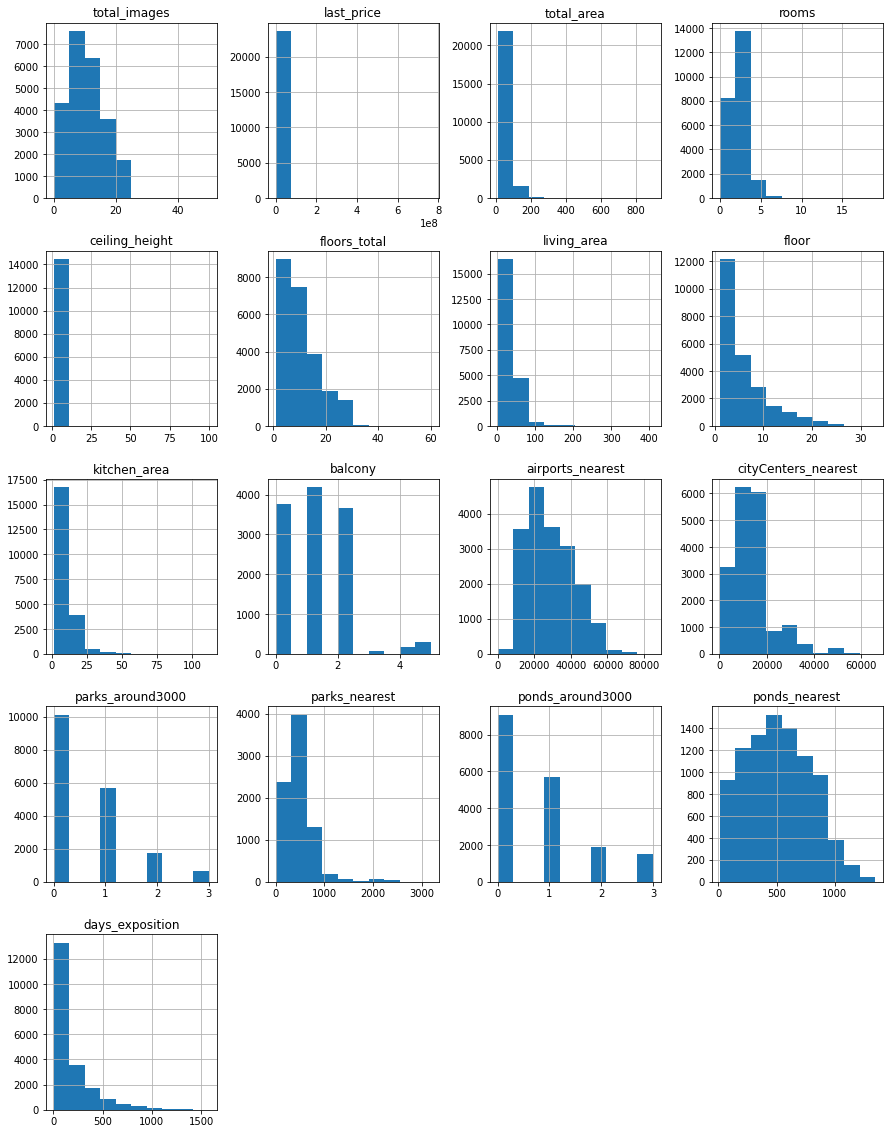 total_images last_price total_area rooms
7000 6000 5000 4000 3000 2000 1000 0
0 20 40
20000 15000 10000 5000 0
0 2 4 6 8
1e8
20000 15000 10000 5000 0
0 200 400 600 800
14000 12000 10000 8000 6000 4000 2000 0
0 5 10 15
ceiling_height floors_total living_area floor
14000 12000 10000 8000 6000 4000 2000 0
0 25 50 75 100
8000 6000 4000 2000 0
0 20 40 60
15000 12500 10000 7500 5000 2500 0
0 100 200 300 400
12000 10000 8000 6000 4000 2000 0
0 10 20 30
kitchen_area balcony airports_nearest cityCenters_nearest
17500 15000 12500 10000 7500 5000 2500 0
0 25 50 75 100
4000 3000 2000 1000 0
0 2 4
4000 3000 2000 1000 0
0 20000 40000 60000 80000
6000 5000 4000 3000 2000 1000 0
0 20000 40000 60000
parks_around3000 parks_nearest ponds_around3000 ponds_nearest
10000 8000 6000 4000 2000 0
0 1 2 3
4000 3000 2000 1000 0
0 1000 2000 3000
8000 6000 4000 2000 0
0 1 2 3
1400 1200 1000 800 600 400 200 0
0 500 1000
days_exposition
12000 10000 8000 6000 4000 2000 0
0 500 1000 1500